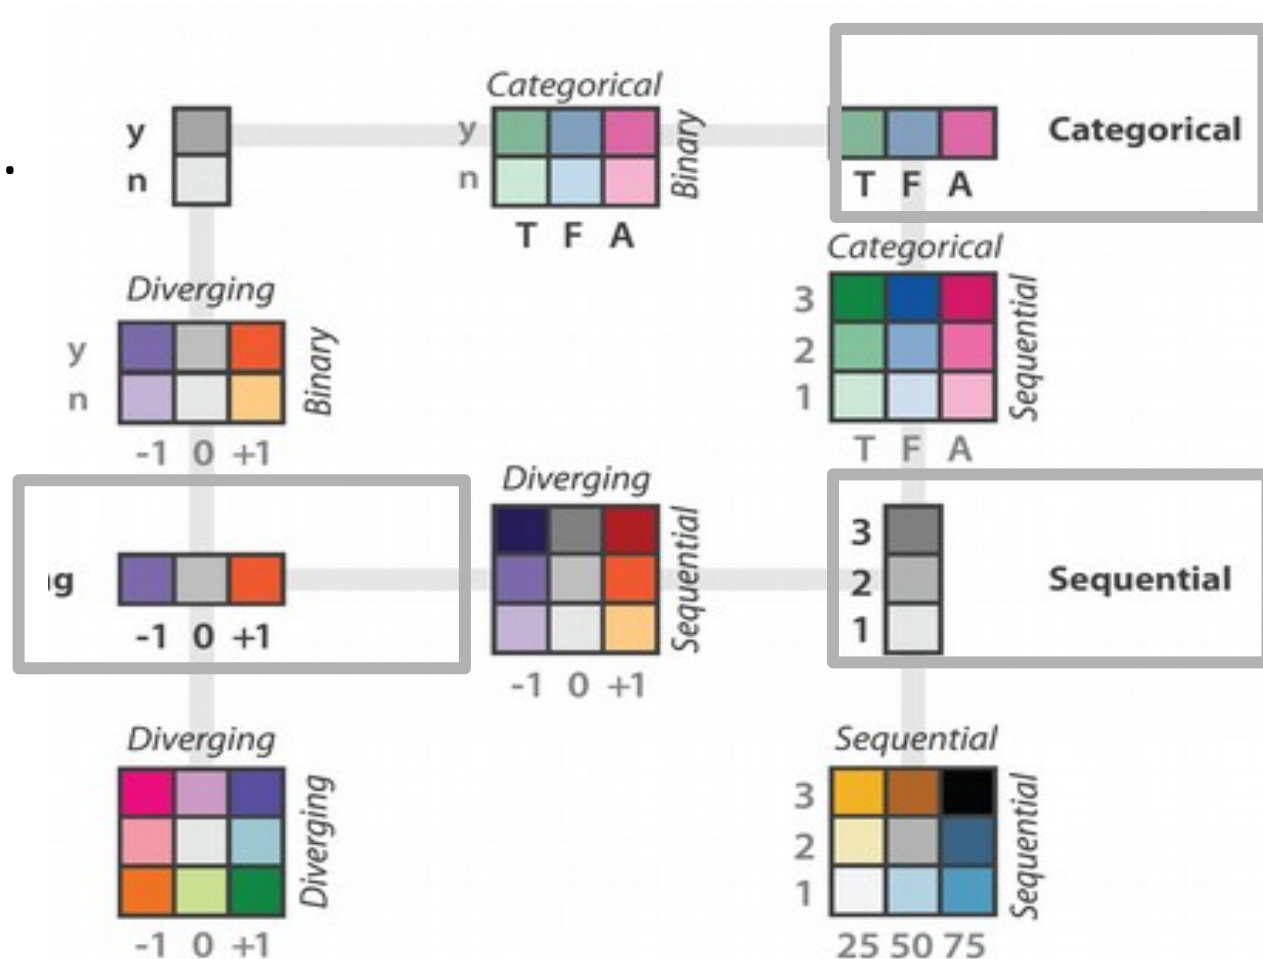 Categorical
y
n
y
n
Binary
T F A
T F A
Categorical
Categorical
3
2
1
Sequential
T F A
Diverging
y
n
Binary
-1 0 +1
-1 0 +1
Diverging
Sequential
-1 0 +1
3
2
1
Sequential
Diverging
Diverging
-1 0 +1
Sequential
3
2
1
Sequential
25 50 75